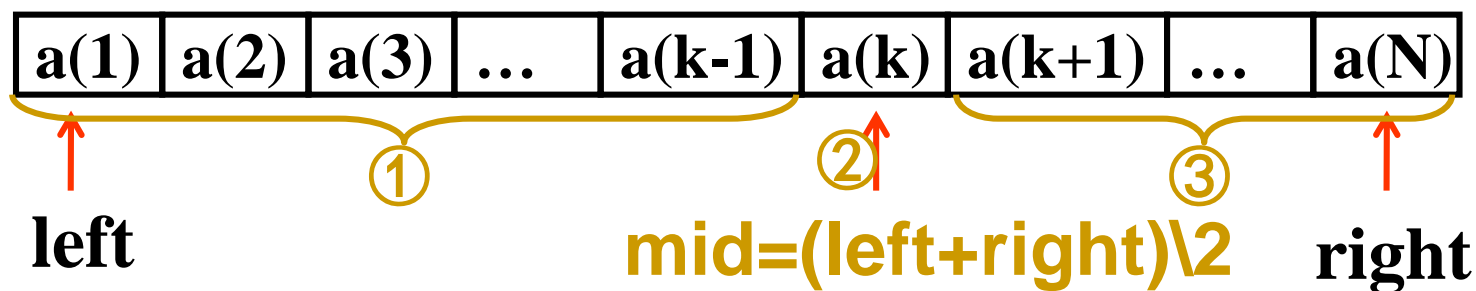 a(1) a(2) a(3) … a(k-1) a(k) a(k+1) … a(N)
① ② ③
left mid=(left+right)\2 right